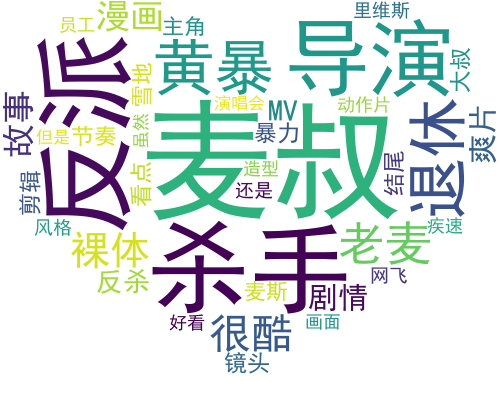 员工
漫画
主角
里维斯
反派
黄暴
导演
大叔
故事
雪地
演唱会
MV
动作片
麦叔
退休
爽片
但是
节奏
虽然
暴力
结尾
剪辑
看点
造型
还是
风格
裸体
杀手
老麦
疾速
反杀
麦斯
剧情
网飞
好看
很酷
画面
镜头